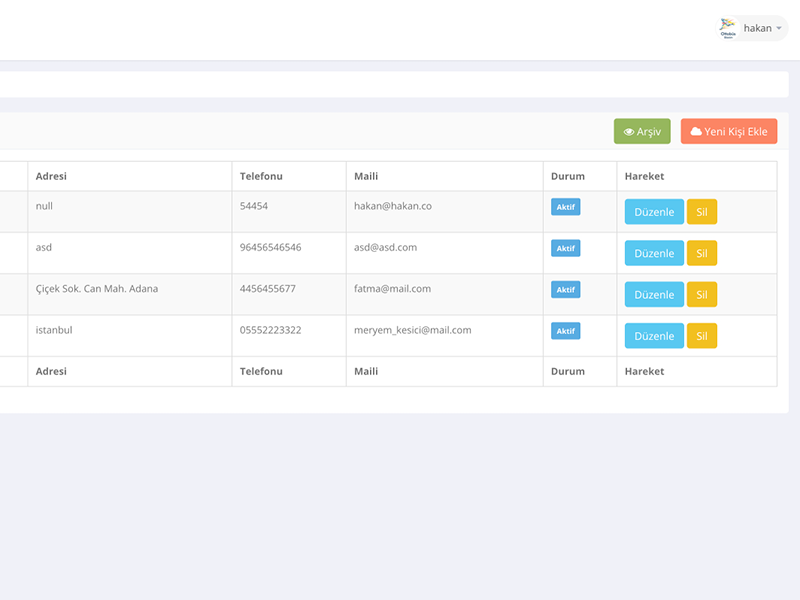 hakan
Arşiv Yeni Kişi Ekle
Adresi Telefonu Maili Durum Hareket
null 54454 hakan@hakan.co Aktif Düzenle Sil
asd 96456546546 asd@asd.com Aktif Düzenle Sil
Çiçek Sok. Can Mah. Adana 4456455677 fatma@mail.com Aktif Düzenle Sil
istanbul 05552223322 meryem_kesici@mail.com Aktif Düzenle Sil
Adresi Telefonu Maili Durum Hareket